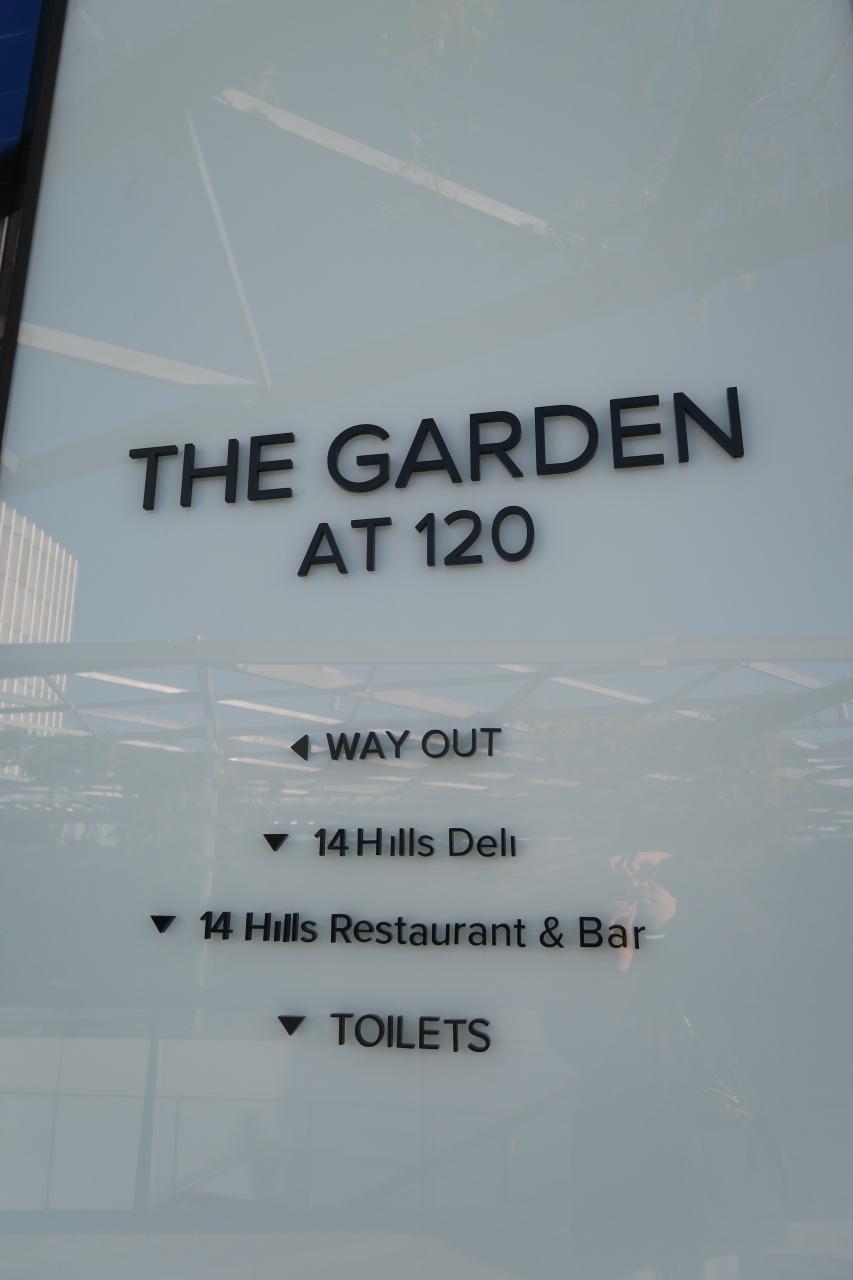 THE GARDEN
AT 120
◀ WAY OUT
▼ 14 Hills Deli
▼ 14 Hills Restaurant & Bar
▼ TOILETS